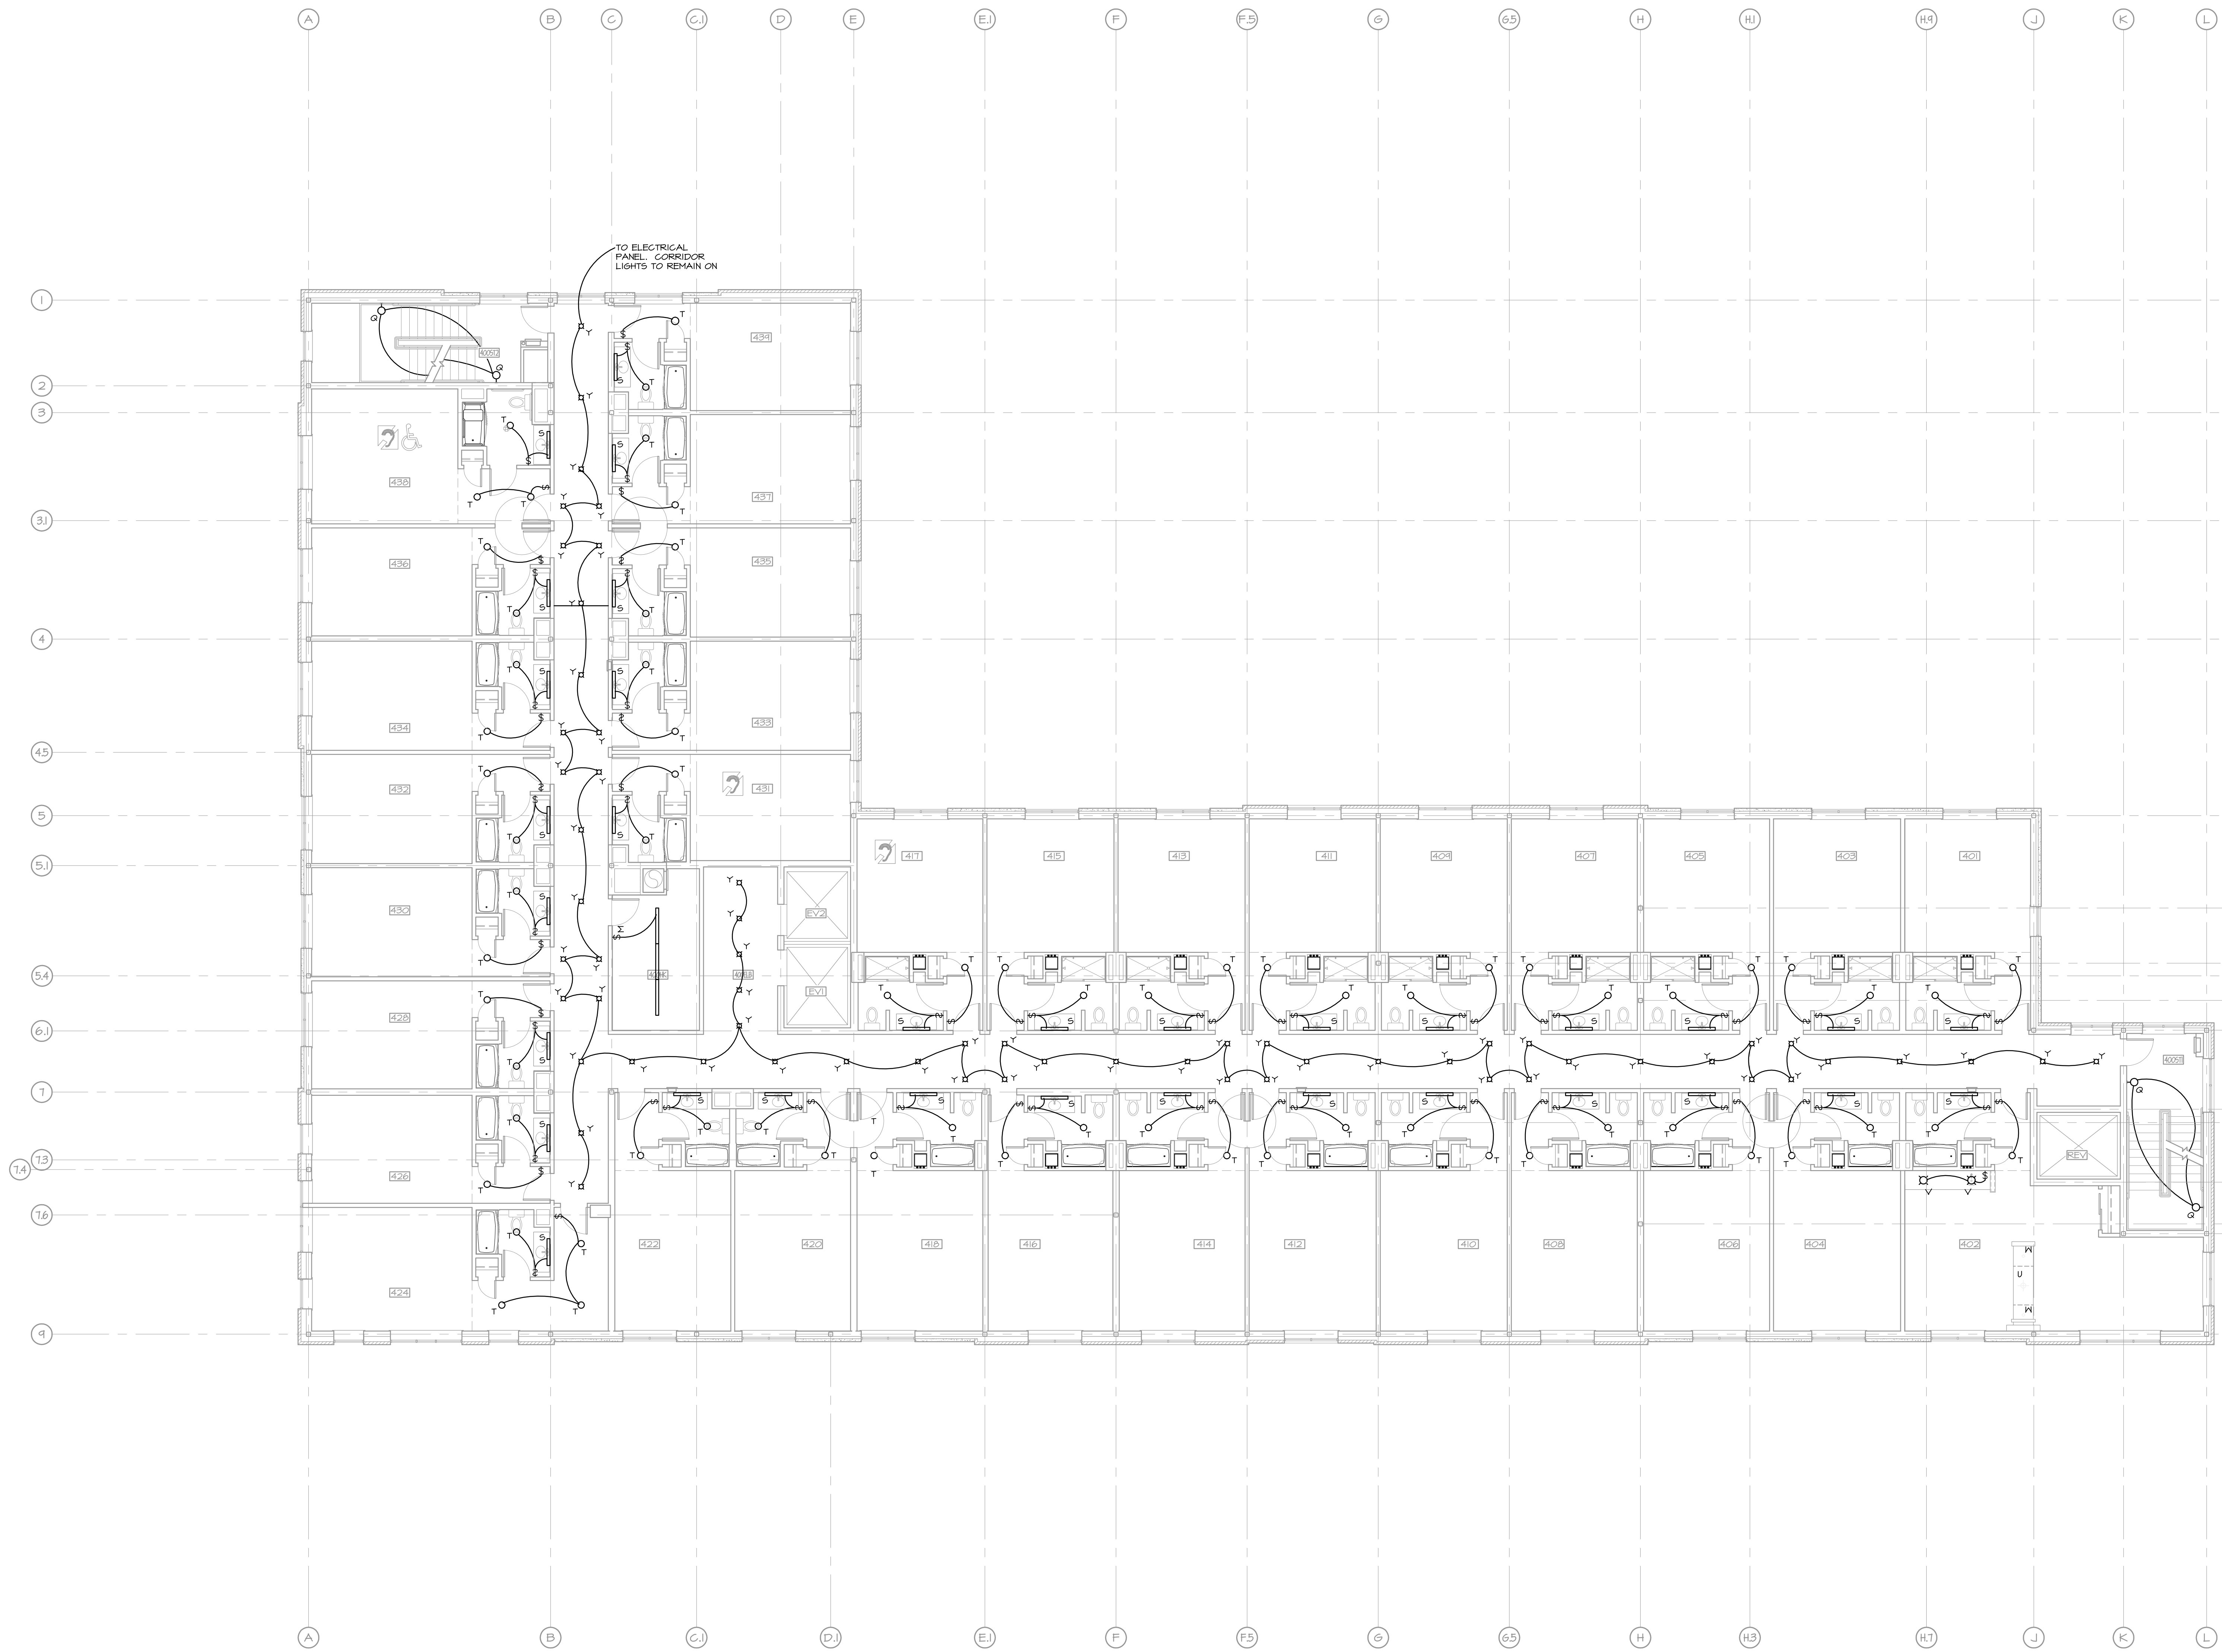 A B C C.1 D E E.1 F F.5 G G.5 H H.1 H.9 J K L
TO ELECTRICAL
PANEL. CORRIDOR
LIGHTS TO REMAIN ON
1
2
3
3.1
4
4.5
5
5.1
5.4
6.1
7
7.3
7.4
7.6
9
400ST2
439
438
437
436
435
434
433
432
431
430
428
426
424
EV2
EV1
417 415 413 411 409 407 405 403 401
400ST1
REV
422 420 418 416 414 412 410 408 406 404 402
W
U
W
A B C.1 D.1 E.1 F F.5 G G.5 H H.3 H.7 J K L